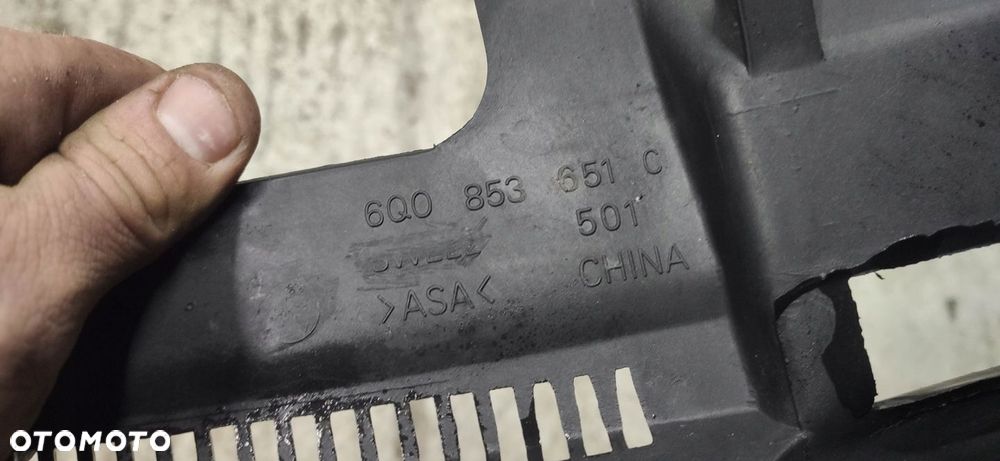 6Q0 853 651 C
501
>ASA< CHINA
OTOMOTO